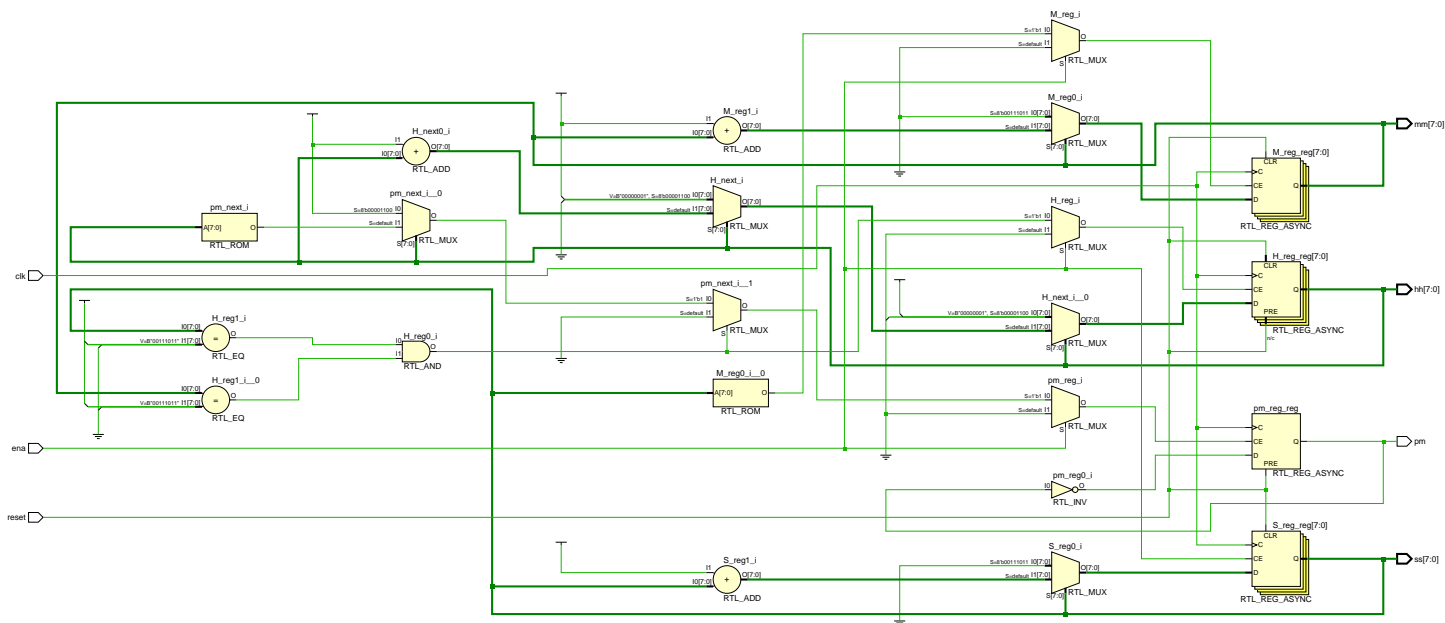 M_reg_i
S=1'b1 I0
S=default I1
O
S
RTL_MUX
M_reg0_i
S=8'b00111011 I0[7:0]
S=default I1[7:0]
O[7:0]
S[7:0]
RTL_MUX
M_reg1_i
I1
I0[7:0]
O[7:0]
RTL_ADD
mm[7:0]
H_next0_i
I1
I0[7:0]
O[7:0]
RTL_ADD
M_reg_reg[7:0]
CLR
C
CE
D
Q
RTL_REG_ASYNC
H_next_i
V=B"00000001", S=8'b00001100 I0[7:0]
S=default I1[7:0]
O[7:0]
S[7:0]
RTL_MUX
pm_next_i__0
S=8'b00001100 I0
S=default I1
O
S[7:0]
RTL_MUX
pm_next_i
A[7:0]
O
RTL_ROM
H_reg_i
S=1'b1 I0
S=default I1
O
S
RTL_MUX
clk
H_reg_reg[7:0]
CLR
C
CE
D
Q
PRE
RTL_REG_ASYNC
n/c
hh[7:0]
pm_next_i__1
S=1'b1 I0
S=default I1
O
S
RTL_MUX
H_next_i__0
V=B"00000001", S=8'b00001100 I0[7:0]
S=default I1[7:0]
O[7:0]
S[7:0]
RTL_MUX
H_reg1_i
I0[7:0]
V=B"00111011" I1[7:0]
O
RTL_EQ
H_reg0_i
I0
I1
O
RTL_AND
H_reg1_i__0
I0[7:0]
V=B"00111011" I1[7:0]
O
RTL_EQ
M_reg0_i__0
A[7:0]
O
RTL_ROM
pm_reg_i
S=1'b1 I0
S=default I1
O
S
RTL_MUX
pm_reg_reg
C
CE
D
Q
PRE
RTL_REG_ASYNC
pm
ena
pm_reg0_i
I0
O
RTL_INV
reset
S_reg_reg[7:0]
CLR
C
CE
D
Q
RTL_REG_ASYNC
ss[7:0]
S_reg1_i
I1
I0[7:0]
O[7:0]
RTL_ADD
S_reg0_i
S=8'b00111011 I0[7:0]
S=default I1[7:0]
O[7:0]
S[7:0]
RTL_MUX